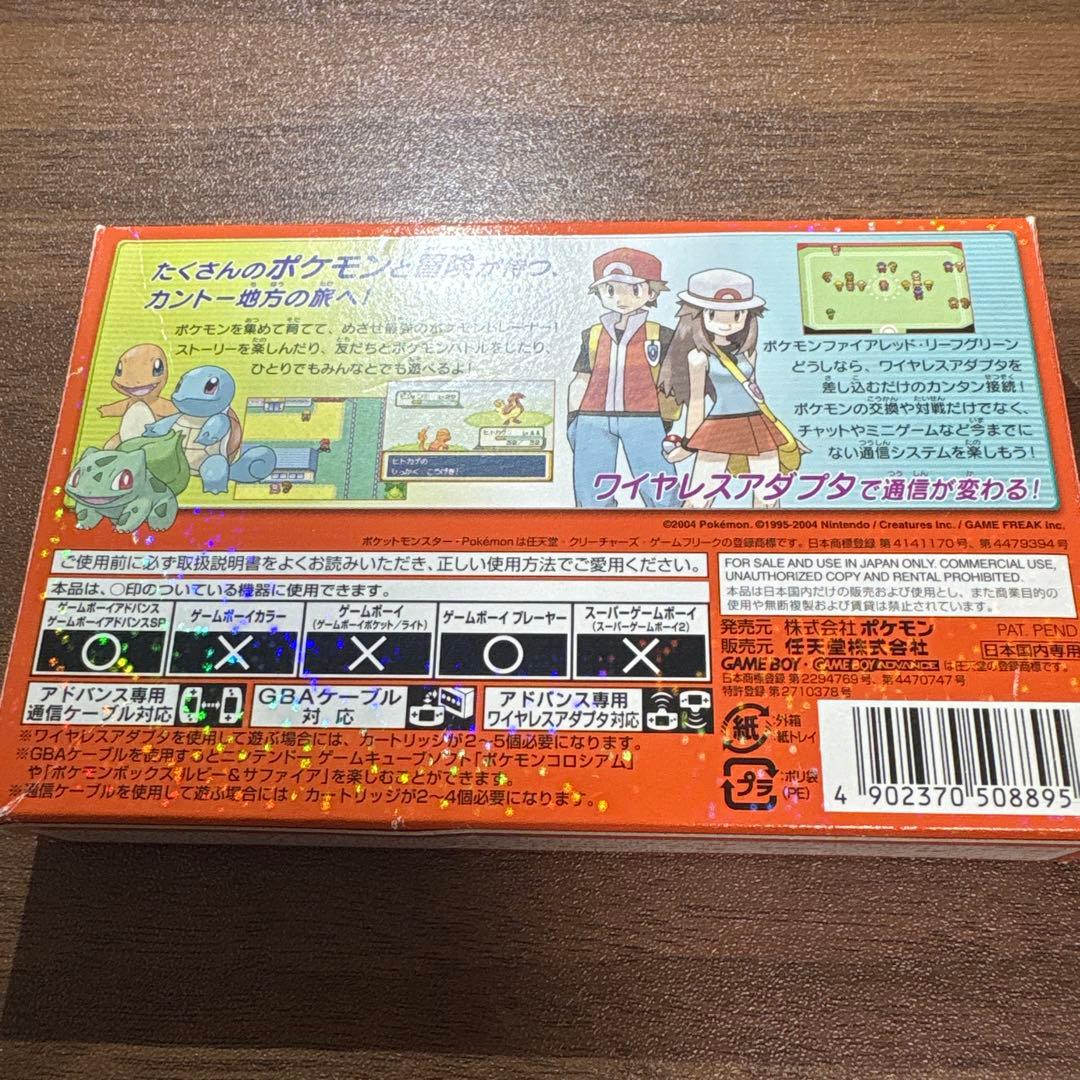 たくさんのポケモンと冒険が待つ、
カントー地方の旅へ!
ポケモンを集めて育てて、めざせ最強のポケモントレーナー!
ストーリーを楽しんだり、友だちとポケモンバトルをしたり、
ひとりでもみんなとでも遊べるよ!
ヒトカゲの
ポケモンファイアレッド・リーフグリーン
どうしなら、ワイヤレスアダプタを
差し込むだけのカンタン接続!
ポケモンの交換や対戦だけでなく、
チャットやミニゲームなど今までに
ない通信システムを楽しもう!
ワイヤレスアダプタで通信が変わる!
©2004 Pokémon. ©1995-2004 Nintendo / Creatures inc. / GAME FREAK inc.
ポケットモンスター・Pokémonは任天堂・クリーチャーズ・ゲームフリークの登録商標です。日本商標登録 第4141170号、第4479394号
ご使用前に必ず取扱説明書をよくお読みいただき、正しい使用方法でご愛用ください。
本品は、○印のついている機器に使用できます。
ゲームボーイアドバンス
ゲームボーイアドバンスSP
ゲームボーイカラー
ゲームボーイ
(ゲームボーイポケット/ライト)
ゲームボーイ プレーヤー
スーパーゲームボーイ
(スーパーゲームボーイ2)
○ × × ○ ×
アドバンス専用
通信ケーブル対応
GBAケーブル
対応
アドバンス専用
ワイヤレスアダプタ対応
※ワイヤレスアダプタを使用して遊ぶ場合には、カートリッジが2〜5個必要になります。
※GBAケーブルを使用するとニンテンドーゲームキューブソフト「ポケモンコロシアム」
や「ポケモンボックス ルビー&サファイア」を楽しむことができます。
※通信ケーブルを使用して遊ぶ場合には、カートリッジが2〜4個必要になります。
FOR SALE AND USE IN JAPAN ONLY. COMMERCIAL USE,
UNAUTHORIZED COPY AND RENTAL PROHIBITED.
本品は日本国内だけの販売および使用とし、また商業目的の
使用や無断複製および賃貸は禁止されています。
発売元 株式会社 ポケモン
PAT. PEND
販売元 任天堂株式会社
日本国内専用
GAME BOY・GAME BOY ADVANCE は任天堂の登録商標です。
日本商標登録 第2294769号、第4470747号
特許登録 第2710378号
紙
:外箱
紙トレイ
プラ
:ポリ袋
(PE)
4 902370 508895